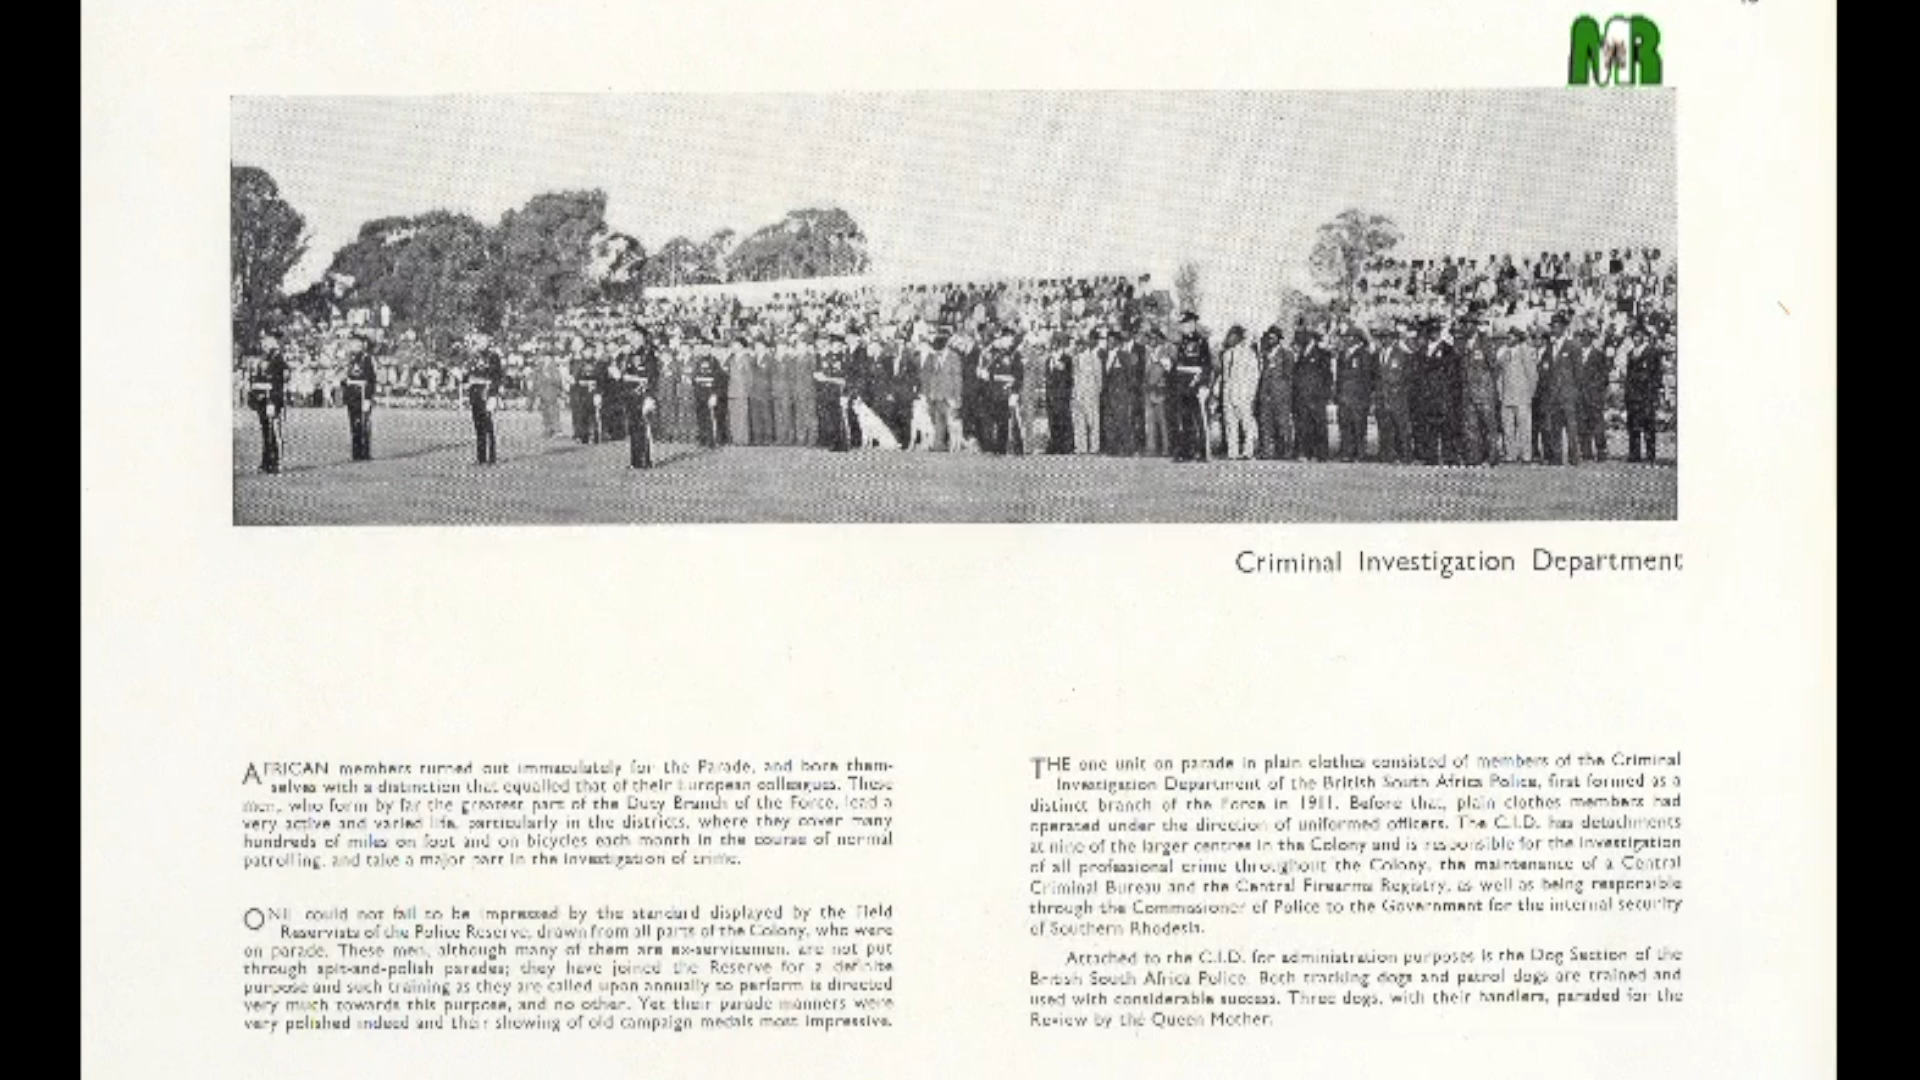 MR
Criminal Investigation Department
AFRICAN members turned out immaculately for the Parade, and bore them-
selves with a distinction that equalled that of their European colleagues. These
men, who form by far the greatest part of the Duty Branch of the Force, lead a
very active and varied life, particularly in the districts, where they cover many
hundreds of miles on foot and on bicycles each month in the course of normal
patrolling, and take a major part in the investigation of crime.
ONE could not fail to be impressed by the standard displayed by the Field
Reservists of the Police Reserve, drawn from all parts of the Colony, who were
on parade. These men, although many of them are ex-servicemen, are not put
through spit-and-polish parades; they have joined the Reserve for a definite
purpose and such training as they are called upon annually to perform is directed
very much towards this purpose, and no other. Yet their parade manners were
very polished indeed and their showing of old campaign medals most impressive.
THE one unit on parade in plain clothes consisted of members of the Criminal
Investigation Department of the British South Africa Police, first formed as a
distinct branch of the Force in 1911. Before that, plain clothes members had
operated under the direction of uniformed officers. The C.I.D. has detachments
at nine of the larger centres in the Colony and is responsible for the investigation
of all professional crime throughout the Colony, the maintenance of a Central
Criminal Bureau and the Central Firearms Registry, as well as being responsible
through the Commissioner of Police to the Government for the internal security
of Southern Rhodesia.
Attached to the C.I.D. for administration purposes is the Dog Section of the
British South Africa Police. Both tracking dogs and patrol dogs are trained and
used with considerable success. Three dogs, with their handlers, paraded for the
Review by the Queen Mother.